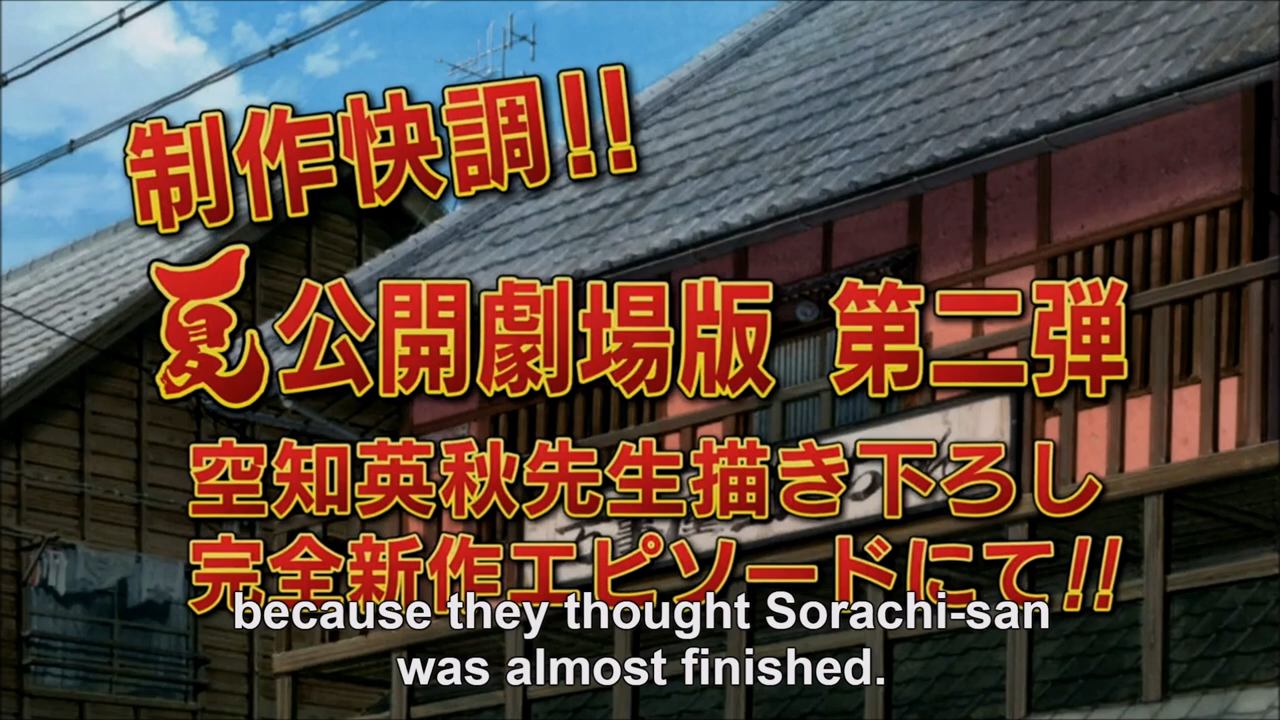 制作快調!!
夏公開劇場版 第二弾
空知英秋先生描き下ろし
完全新作エピソードにて!!
because they thought Sorachi-san
was almost finished.